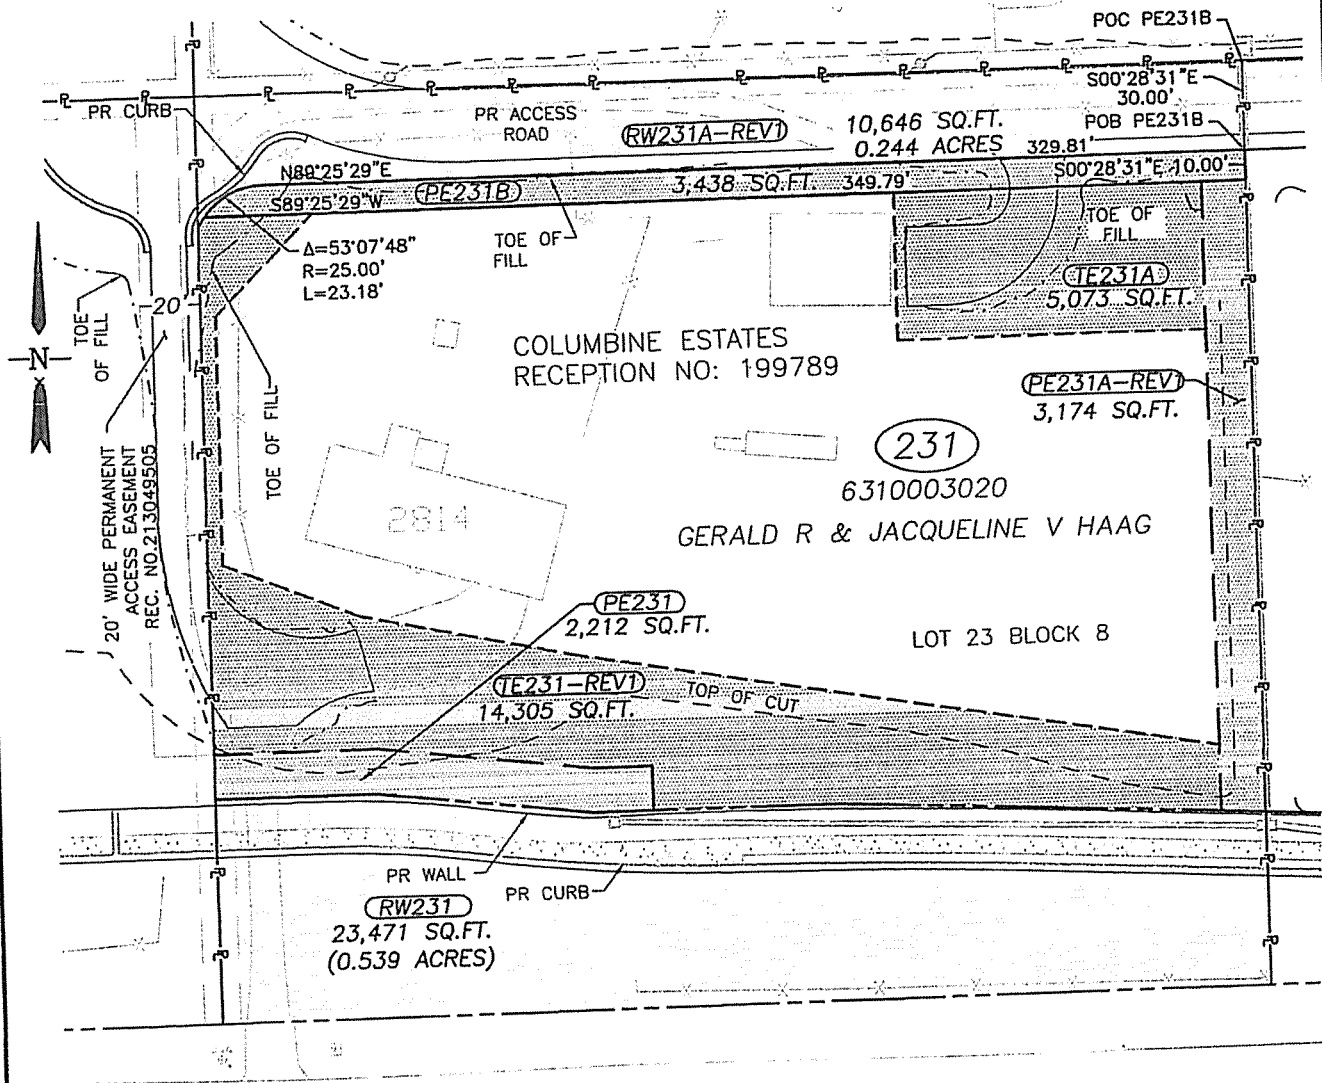 POC PE231B
S00°28'31"E
30.00'
POB PE231B
PR CURB
PR ACCESS
ROAD
RW231A-REV1
10,646 SQ.FT.
0.244 ACRES
329.81'
S00°28'31"E 10.00'
N89°25'29"E
S89°25'29"W
PE231B
3,438 SQ.FT.
349.79'
Δ=53°07'48"
R=25.00'
L=23.18'
TOE OF
FILL
TOE OF
FILL
TE231A
5,073 SQ.FT.
20'
TOE
OF FILL
N
TOE OF FILL
COLUMBINE ESTATES
RECEPTION NO: 199789
PE231A-REV1
3,174 SQ.FT.
231
6310003020
GERALD R & JACQUELINE V HAAG
2814
20' WIDE PERMANENT
ACCESS EASEMENT
REC. NO.213049505
PE231
2,212 SQ.FT.
LOT 23 BLOCK 8
TE231-REV1
14,305 SQ.FT.
TOP OF CUT
PR WALL
PR CURB
RW231
23,471 SQ.FT.
(0.539 ACRES)